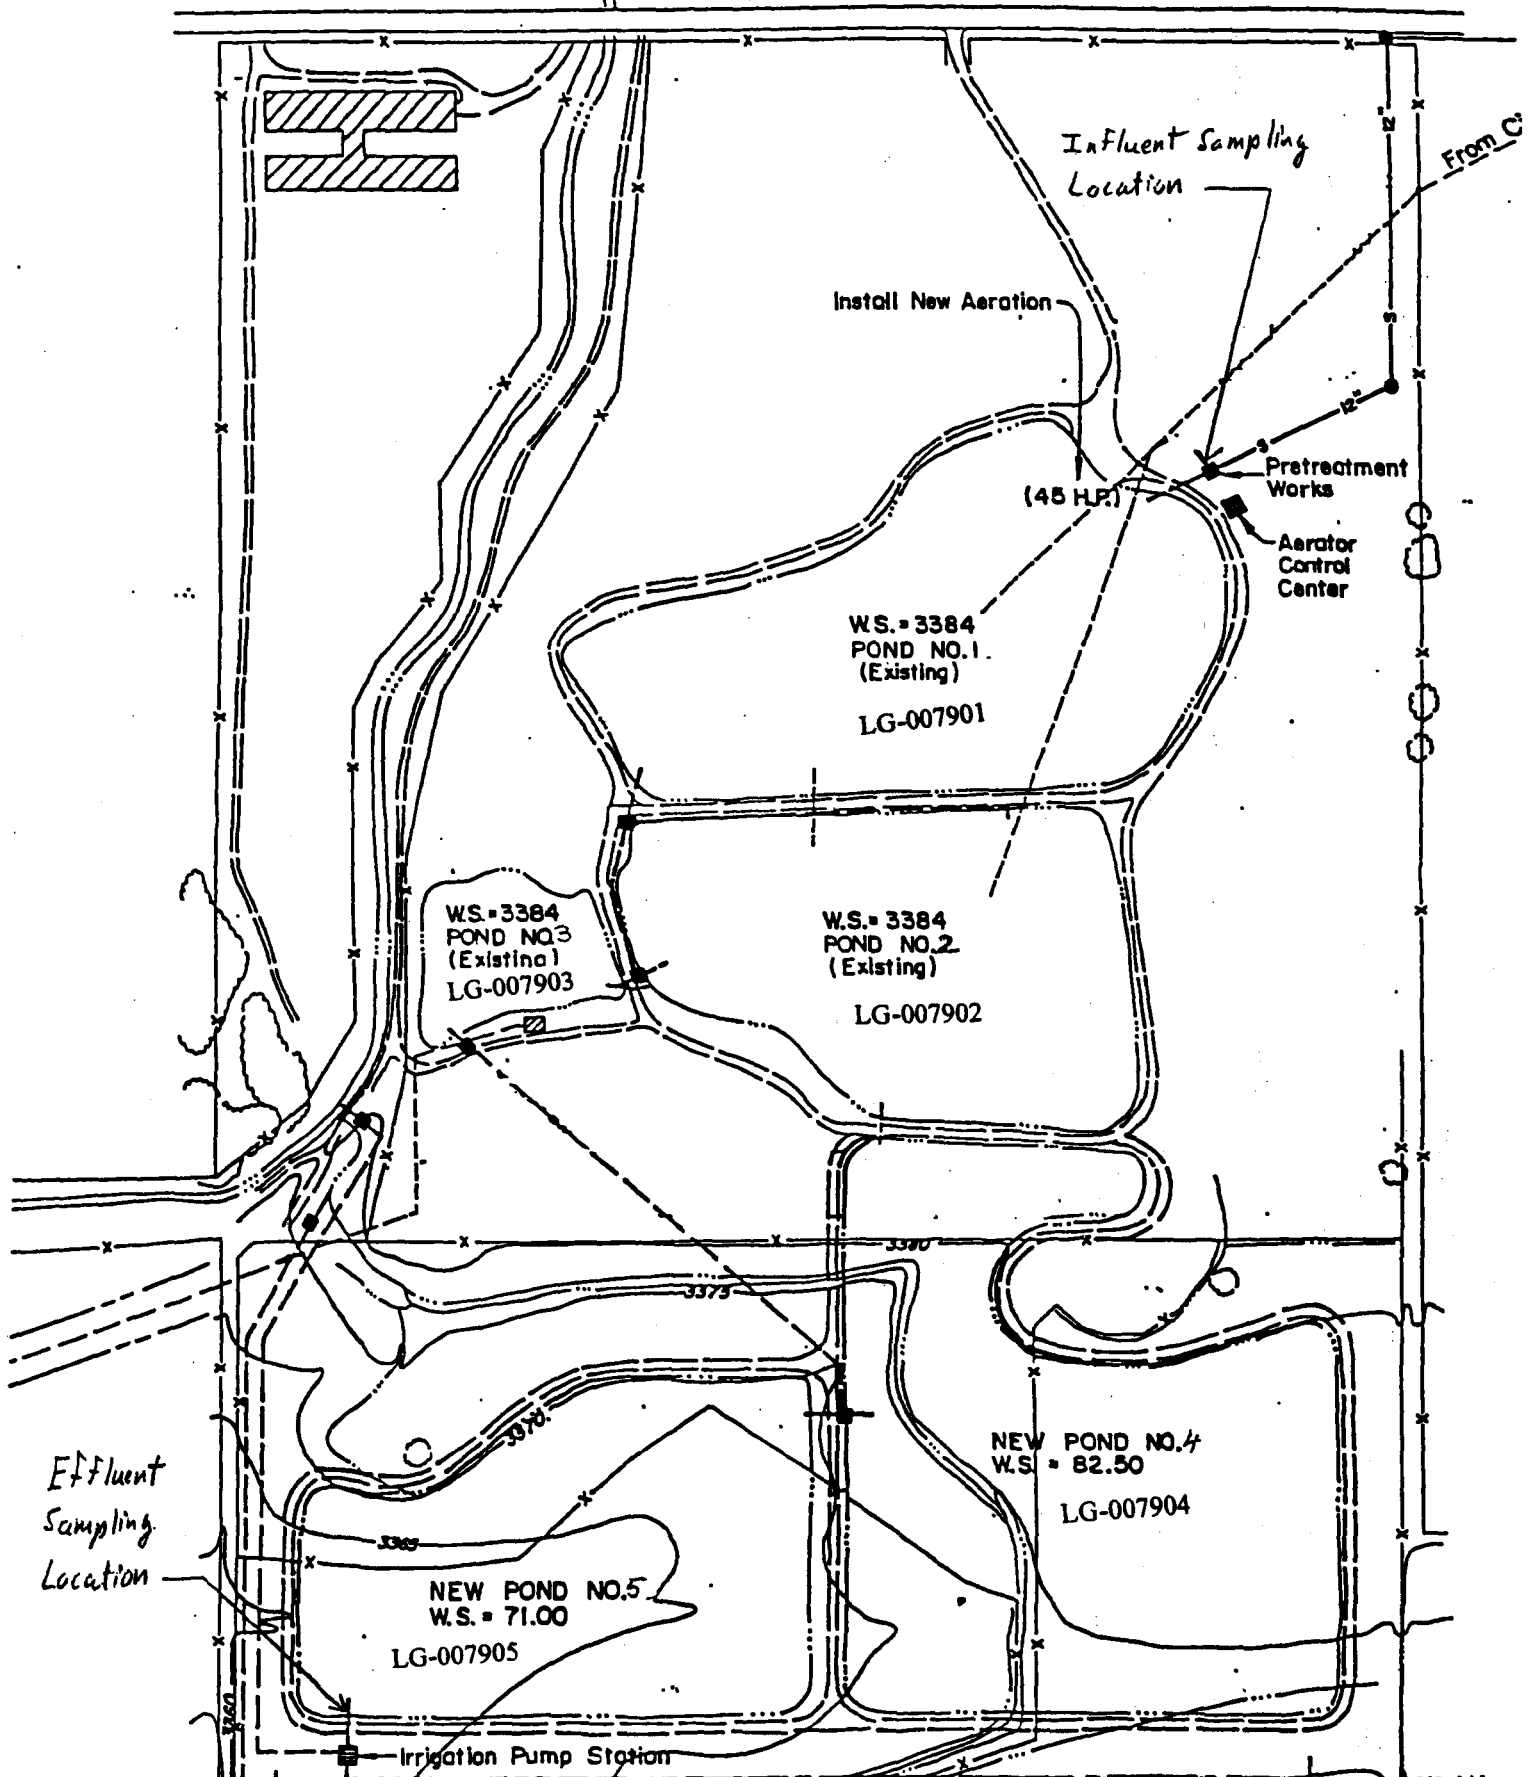 Influent Sampling
Location
12"
From
Install New Aeration
S
12"
S
(45 H.P.)
Pretreatment
Works
Aerator
Control
Center
W.S.=3384
POND NO.1.
(Existing)
LG-007901
W.S.=3384
POND NO.3
(Existing)
LG-007903
W.S.=3384
POND NO.2
(Existing)
LG-007902
3380
3373
3370
NEW POND NO.4
W.S. = 82.50
LG-007904
Effluent
Sampling
Location
3365
NEW POND NO.5
W.S. = 71.00
LG-007905
3360
Irrigation Pump Station